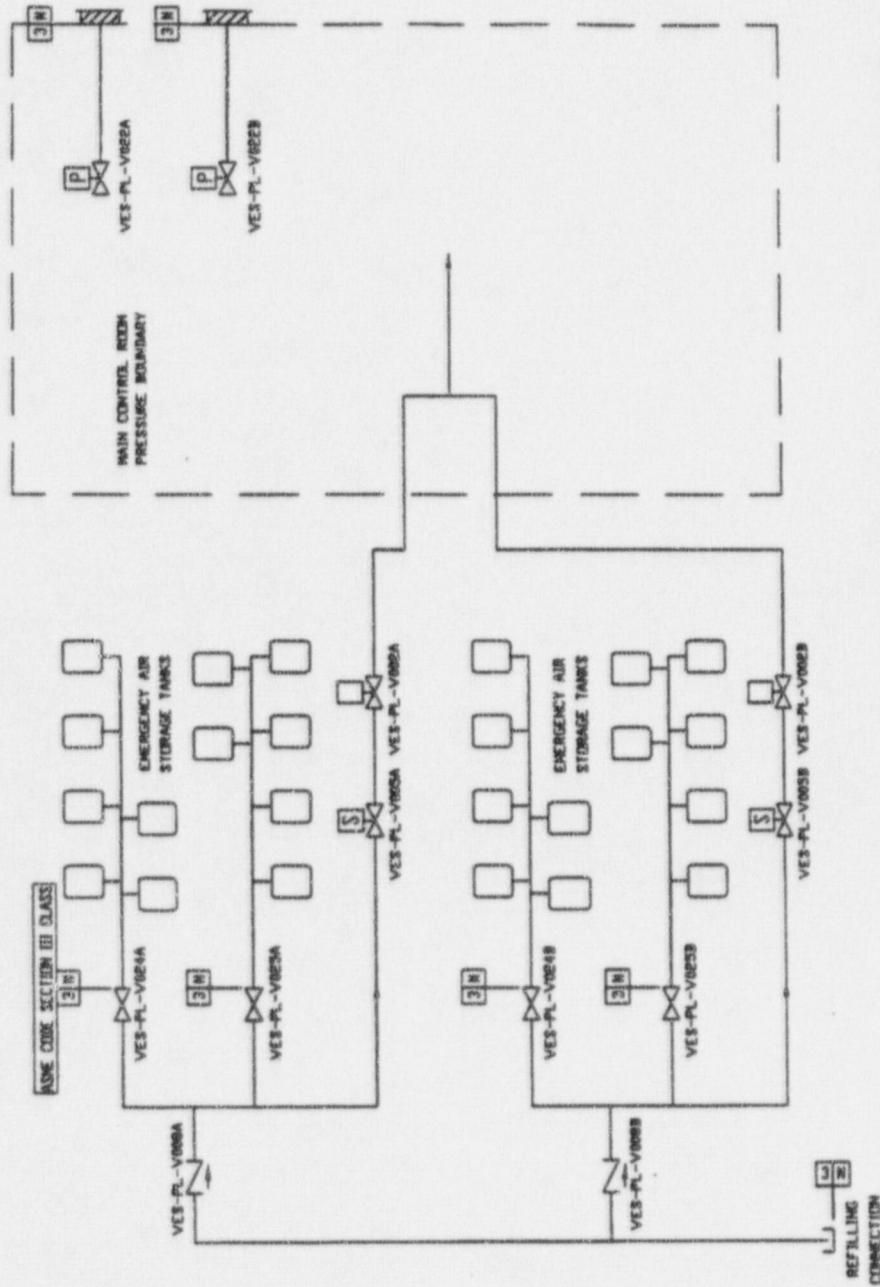 ASME CODE SECTION III CLASS
3 N
VES-PL-V024A
EMERGENCY AIR
STORAGE TANKS
MAIN CONTROL ROOM
PRESSURE BOUNDARY
P
VES-PL-V022A
3 N
VES-PL-V008A
3 N
VES-PL-V025A
P
VES-PL-V022B
3 N
S
VES-PL-V005A
VES-PL-V002A
3 N
VES-PL-V024B
EMERGENCY AIR
STORAGE TANKS
VES-PL-V008B
3 N
VES-PL-V025B
S
VES-PL-V005B
VES-PL-V002B
3 N
REFILLING
CONNECTION